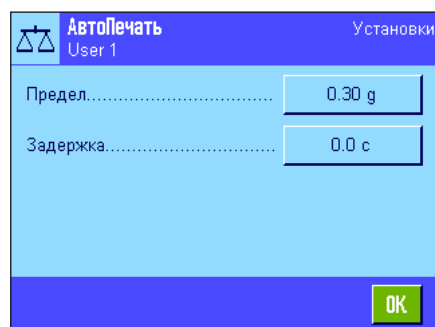 АвтоПечать
Установки
User 1
Предел................................. 0.30 g
Задержка.............................. 0.0 с
OK